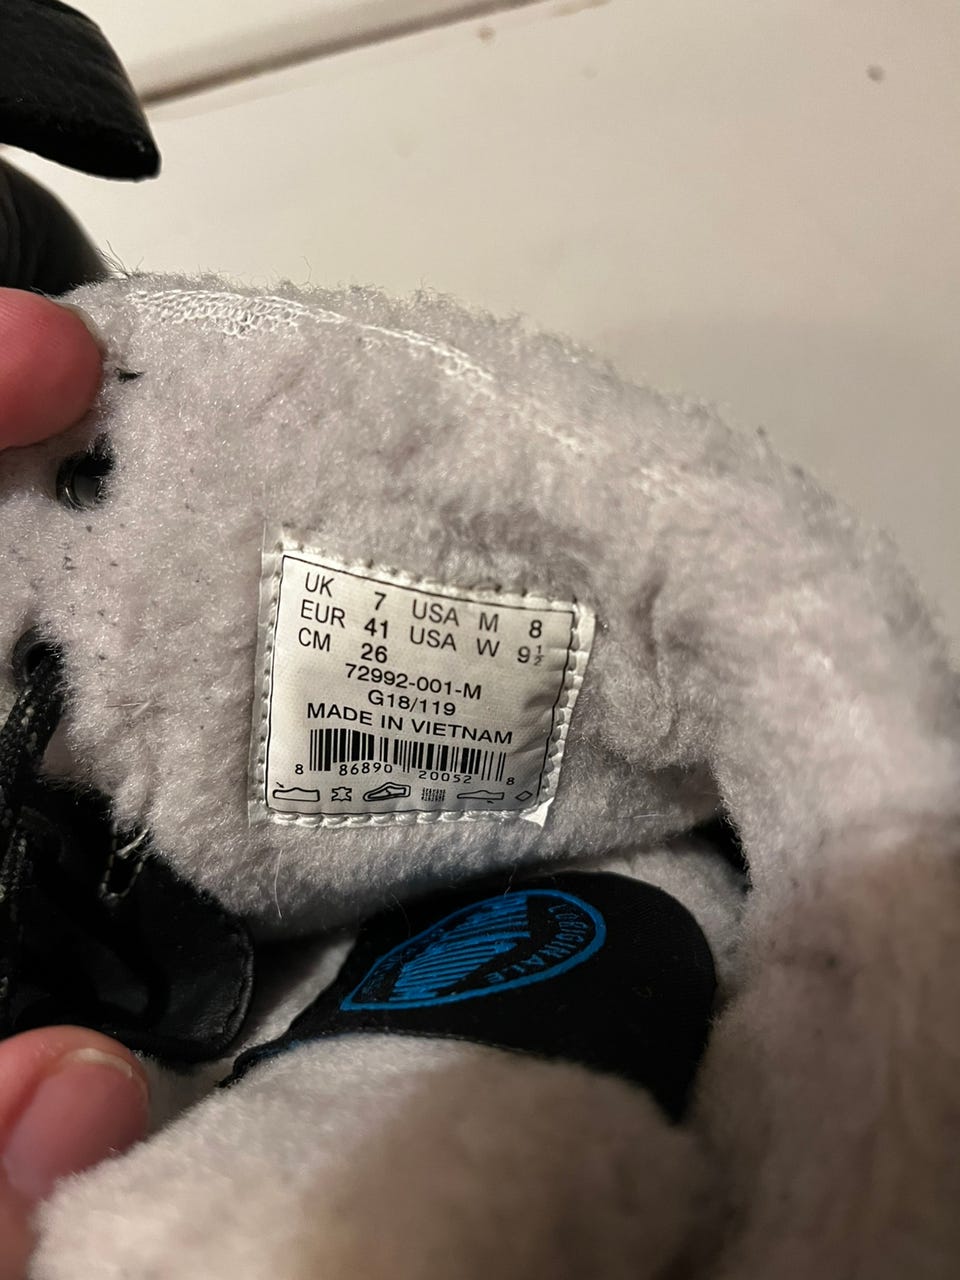 UK 7 USA M 8
EUR 41 USA W 9½
CM 26
72992-001-M
G18/119
MADE IN VIETNAM
8 86890 20052 8
ORIGINALE